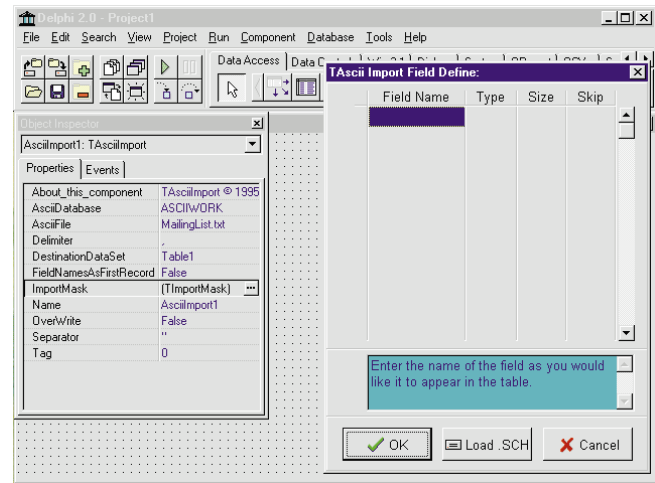 Delphi 2.0 - Project1
File Edit Search View Project Run Component Database Tools Help
Data Access Data C
TAscii Import Field Define:
Field Name Type Size Skip
Object Inspector
AsciiImport1: TAsciiImport
Properties Events
About_this_component TAsciiImport © 1995
AsciiDatabase ASCIIWORK
AsciiFile MailingList.txt
Delimiter ,
DestinationDataSet Table1
FieldNamesAsFirstRecord False
ImportMask (TImportMask) ...
Name AsciiImport1
OverWrite False
Separator "
Tag 0
Enter the name of the field as you would
like it to appear in the table.
OK Load .SCH Cancel